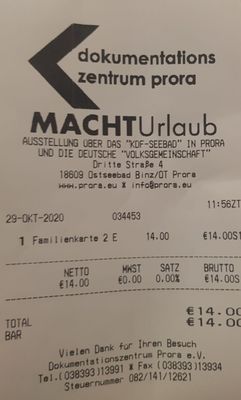 dokumentations
zentrum prora
MACHTUrlaub
AUSSTELLUNG ÜBER DAS "KDF-SEEBAD" IN PRORA
UND DIE DEUTSCHE "VOLKSGEMEINSCHAFT"
Dritte Straße 4
18609 Ostseebad Binz/OT Prora
www.prora.eu * info@prora.eu
11:56ZT
29-OKT-2020 034453
1 Familienkarte 2 E 14.00 €14.00S1
NETTO MWST SATZ BRUTTO
€14.00 €0.00 0.00% €14.00S
TOTAL €14.00
BAR €14.00
Vielen Dank für Ihren Besuch
Dokumentationszentrum Prora e.V.
Tel.(038393)13991 * Fax (038393)13934
Steuernummer 082/141/12621